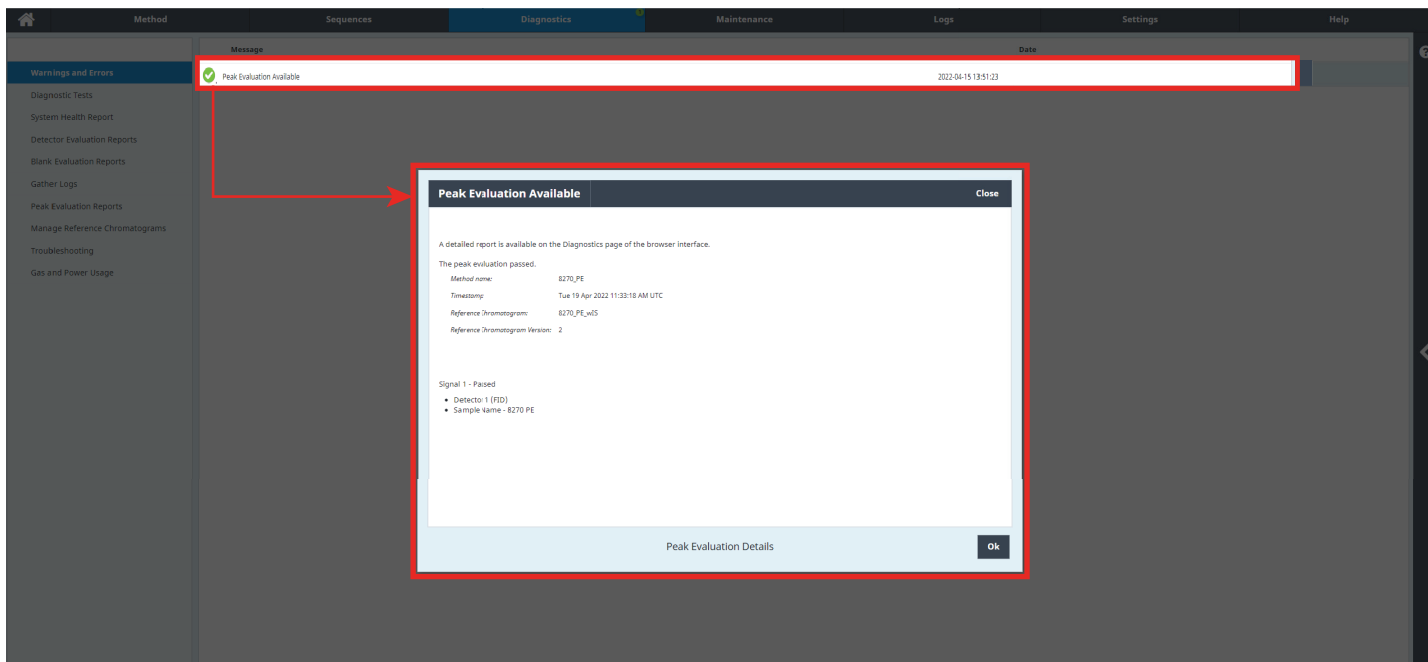 Method Sequences Diagnostics Maintenance Logs Settings Help
Message Date
Warnings and Errors
Peak Evaluation Available 2022-04-15 13:51:23
Diagnostic Tests
System Health Report
Detector Evaluation Reports
Blank Evaluation Reports
Gather Logs
Peak Evaluation Reports
Manage Reference Chromatograms
Troubleshooting
Gas and Power Usage
Peak Evaluation Available Close
A detailed report is available on the Diagnostics page of the browser interface.
The peak evaluation passed.
Method name: 8270_PE
Timestamp Tue 19 Apr 2022 11:33:18 AM UTC
Reference Chromatogram: 8270_PE_wIS
Reference Chromatogram Version: 2
Signal 1 - Passed
• Detector 1 (FID)
• Sample Name - 8270 PE
Peak Evaluation Details
Ok